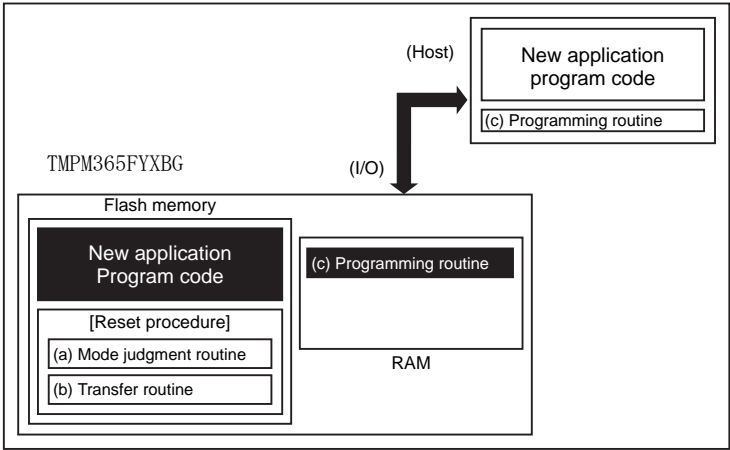 (Host)
New application
program code
(c) Programming routine
TMPM365FYXBG
(I/O)
Flash memory
New application
Program code
[Reset procedure]
(a) Mode judgment routine
(b) Transfer routine
(c) Programming routine
RAM